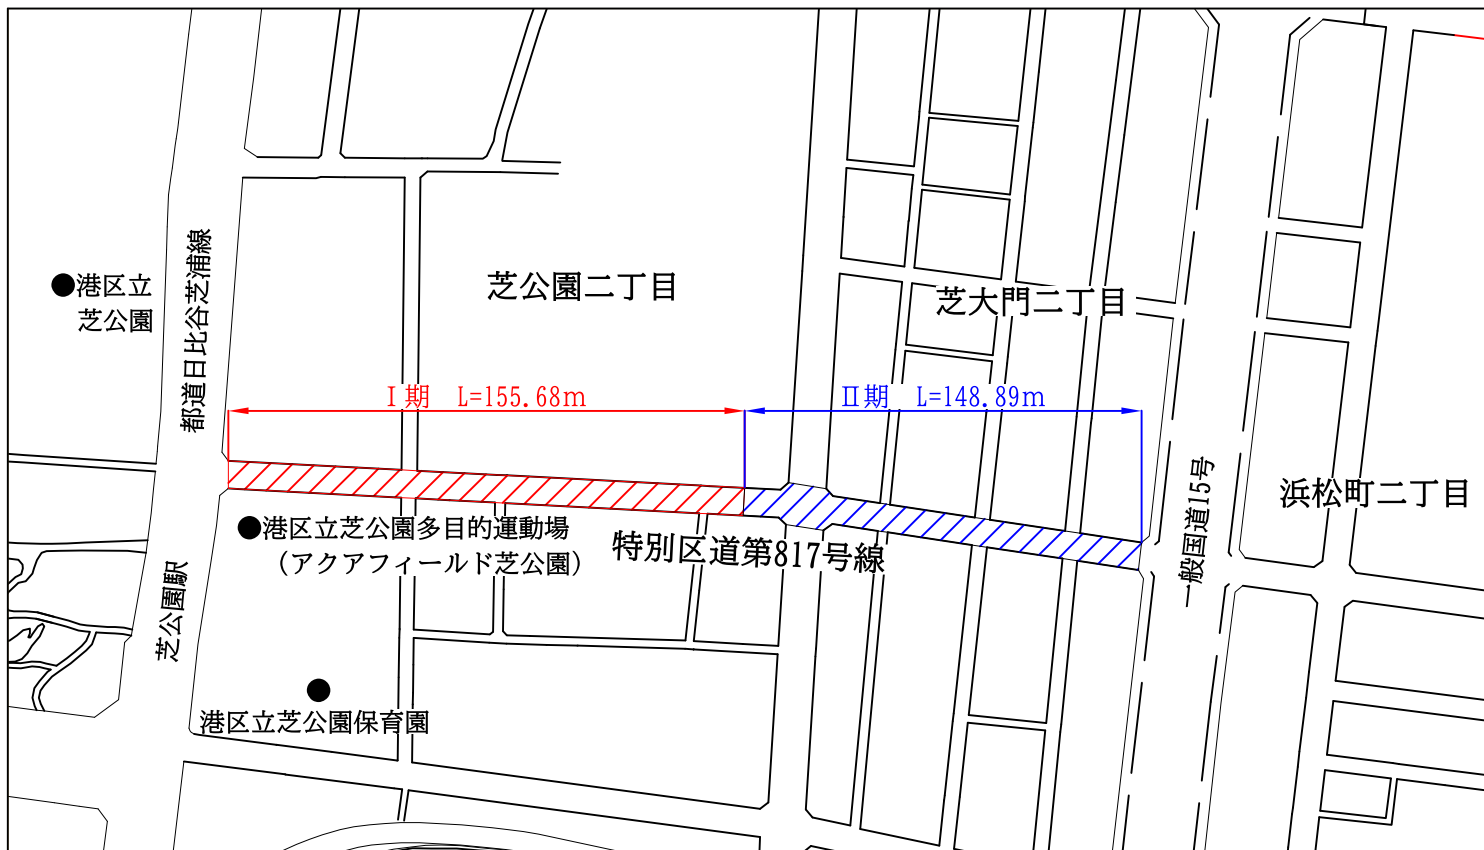 都道日比谷芝浦線
●港区立
芝公園
芝公園二丁目
芝大門二丁目
Ⅰ期 L=155.68m
Ⅱ期 L=148.89m
浜松町二丁目
一般国道15号
●港区立芝公園多目的運動場
（アクアフィールド芝公園）
特別区道第817号線
芝公園駅
港区立芝公園保育園